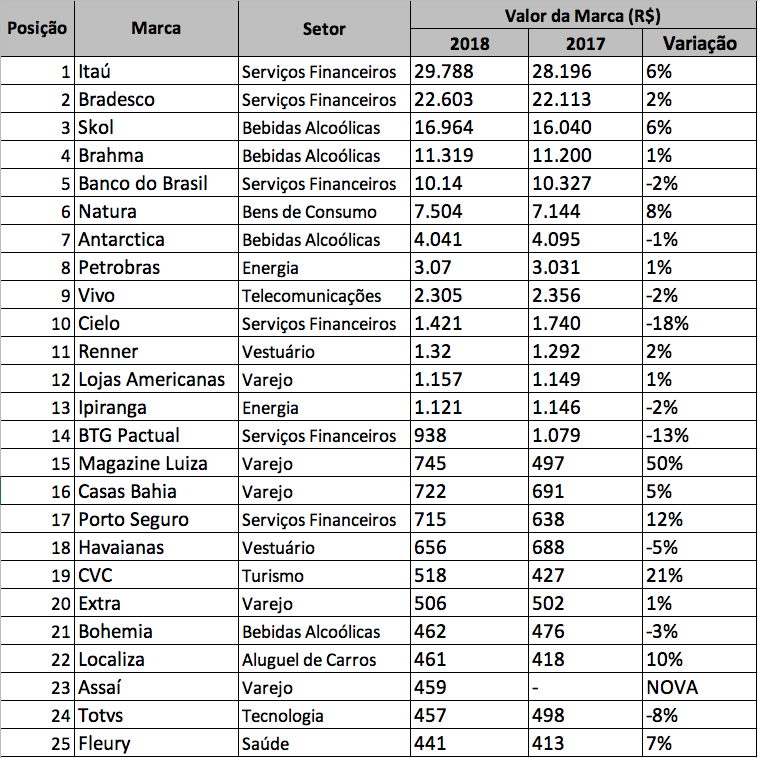 Posição Marca Setor Valor da Marca (R$)
2018 2017 Variação
1 Itaú Serviços Financeiros 29.788 28.196 6%
2 Bradesco Serviços Financeiros 22.603 22.113 2%
3 Skol Bebidas Alcoólicas 16.964 16.040 6%
4 Brahma Bebidas Alcoólicas 11.319 11.200 1%
5 Banco do Brasil Serviços Financeiros 10.14 10.327 -2%
6 Natura Bens de Consumo 7.504 7.144 8%
7 Antarctica Bebidas Alcoólicas 4.041 4.095 -1%
8 Petrobras Energia 3.07 3.031 1%
9 Vivo Telecomunicações 2.305 2.356 -2%
10 Cielo Serviços Financeiros 1.421 1.740 -18%
11 Renner Vestuário 1.32 1.292 2%
12 Lojas Americanas Varejo 1.157 1.149 1%
13 Ipiranga Energia 1.121 1.146 -2%
14 BTG Pactual Serviços Financeiros 938 1.079 -13%
15 Magazine Luiza Varejo 745 497 50%
16 Casas Bahia Varejo 722 691 5%
17 Porto Seguro Serviços Financeiros 715 638 12%
18 Havaianas Vestuário 656 688 -5%
19 CVC Turismo 518 427 21%
20 Extra Varejo 506 502 1%
21 Bohemia Bebidas Alcoólicas 462 476 -3%
22 Localiza Aluguel de Carros 461 418 10%
23 Assaí Varejo 459 - NOVA
24 Totvs Tecnologia 457 498 -8%
25 Fleury Saúde 441 413 7%